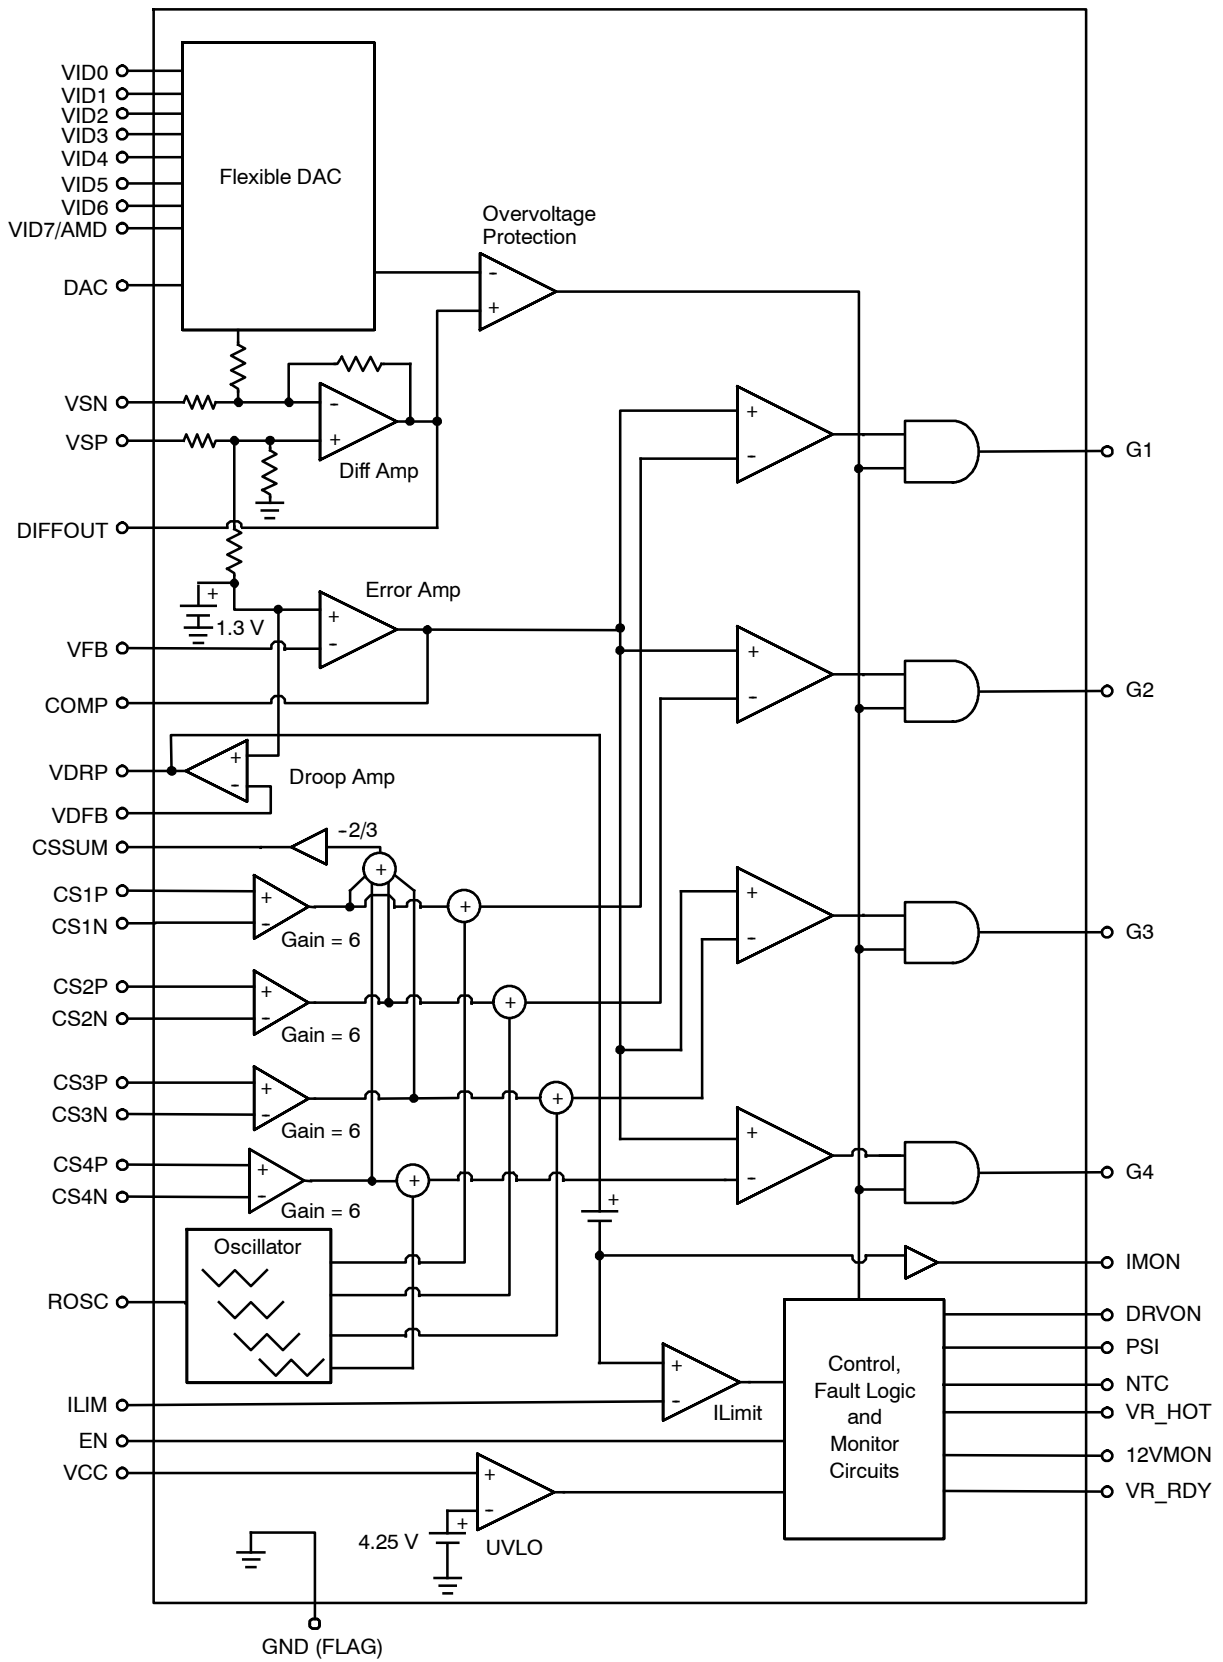 VID0
VID1
VID2
VID3
VID4
VID5
VID6
VID7/AMD
DAC
Flexible DAC
Overvoltage
Protection
-
+
VSN
VSP
-
+
Diff Amp
DIFFOUT
+
1.3 V
Error Amp
+
-
VFB
COMP
VDRP
VDFB
+
-
Droop Amp
CSSUM
-2/3
+
CS1P
CS1N
+
-
Gain = 6
+
CS2P
CS2N
+
-
Gain = 6
+
CS3P
CS3N
+
-
Gain = 6
+
CS4P
CS4N
+
-
Gain = 6
+
+
-
G1
+
-
G2
+
-
G3
+
-
G4
+
IMON
Oscillator
ROSC
ILIM
EN
VCC
+
-
ILimit
Control,
Fault Logic
and
Monitor
Circuits
DRVON
PSI
NTC
VR_HOT
12VMON
VR_RDY
+
-
+
4.25 V
UVLO
GND (FLAG)